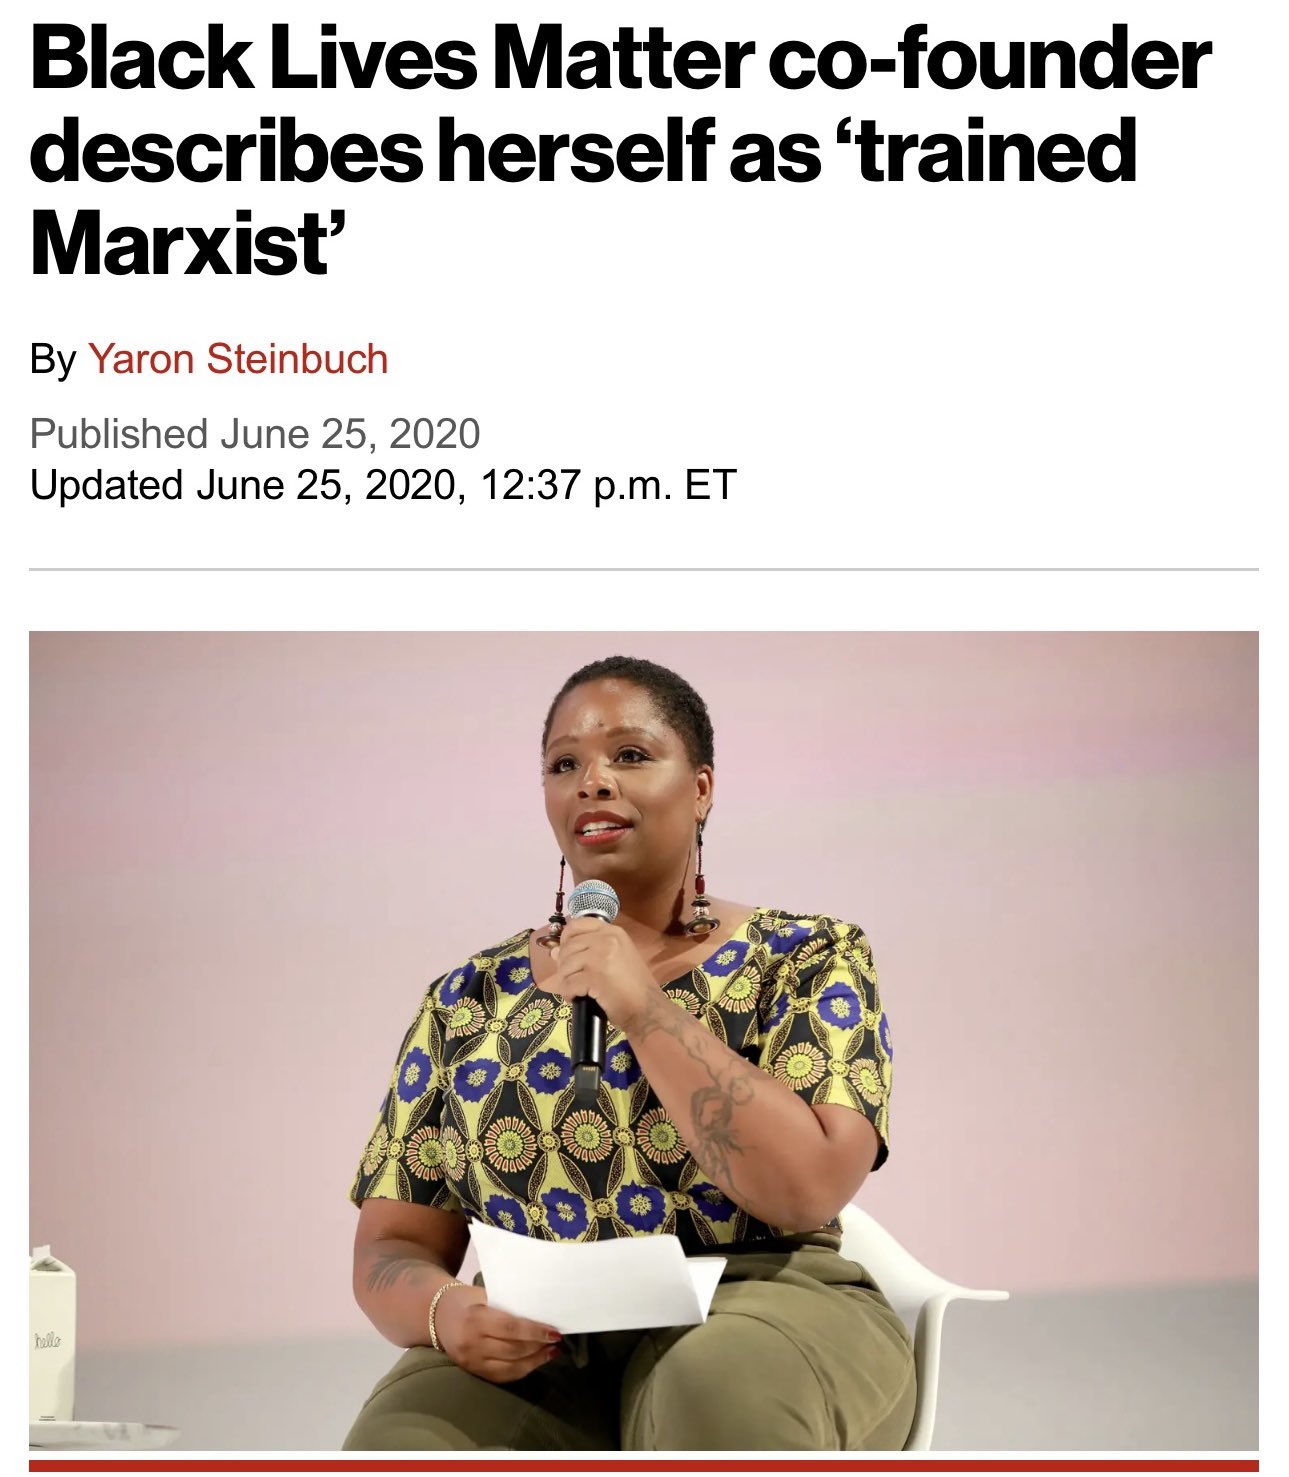 Black Lives Matter co-founder
describes herself as ‘trained
Marxist’
By Yaron Steinbuch
Published June 25, 2020
Updated June 25, 2020, 12:37 p.m. ET
hello